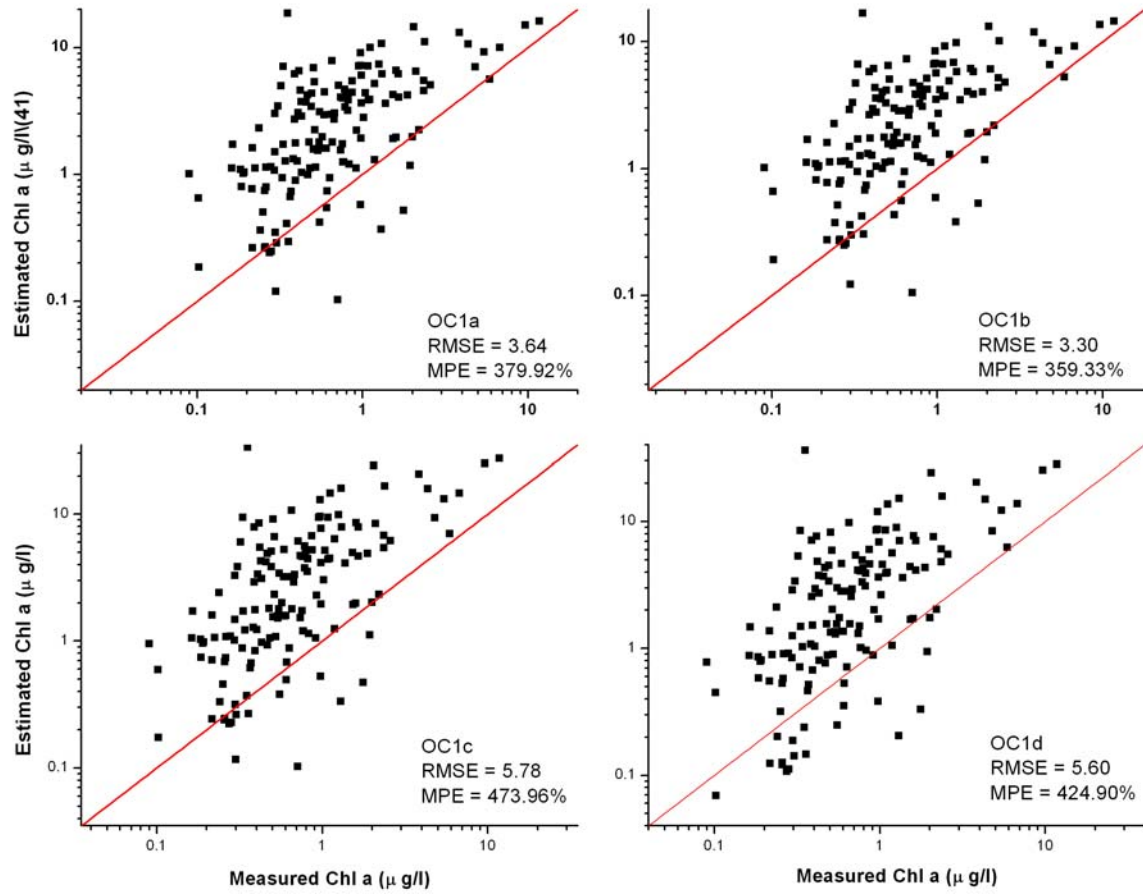 Estimated Chl a (μ g/l\(41)
10
1
0.1
OC1a
RMSE = 3.64
MPE = 379.92%
0.1
1
10
10
1
0.1
OC1b
RMSE = 3.30
MPE = 359.33%
0.1
1
10
Estimated Chl a (μ g/l)
10
1
0.1
OC1c
RMSE = 5.78
MPE = 473.96%
0.1
1
10
Measured Chl a (μ g/l)
10
1
0.1
OC1d
RMSE = 5.60
MPE = 424.90%
0.1
1
10
Measured Chl a (μ g/l)